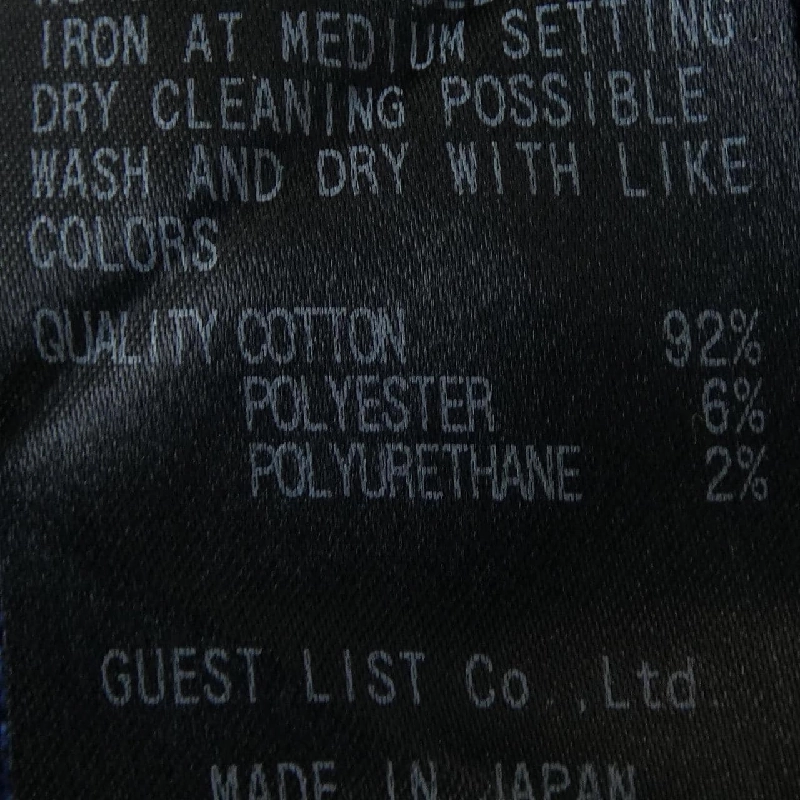 IRON AT MEDIUM SETTING
DRY CLEANING POSSIBLE
WASH AND DRY WITH LIKE
COLORS
QUALITY COTTON 92%
POLYESTER 6%
POLYURETHANE 2%
GUEST LIST Co.,Ltd.
MADE IN JAPAN